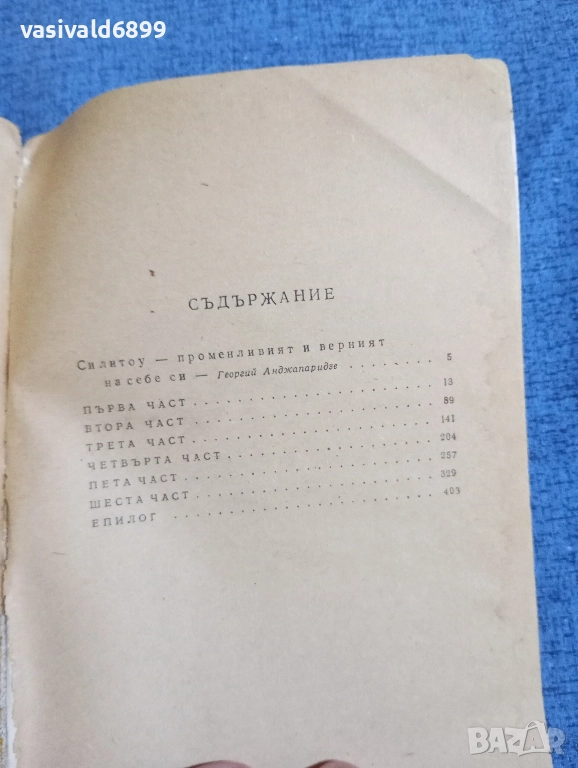 vasivald6899
СЪДЪРЖАНИЕ
Силитоу — променливият и верният
на себе си — Георгий Анджапаридзе . . . . . . . 5
ПЪРВА ЧАСТ . . . . . . . . . . . . . . . . 13
ВТОРА ЧАСТ . . . . . . . . . . . . . . . . 89
ТРЕТА ЧАСТ . . . . . . . . . . . . . . . . 141
ЧЕТВЪРТА ЧАСТ . . . . . . . . . . . . . . 204
ПЕТА ЧАСТ . . . . . . . . . . . . . . . . 257
ШЕСТА ЧАСТ . . . . . . . . . . . . . . . . 329
ЕПИЛОГ . . . . . . . . . . . . . . . . . . 403
BAZAR